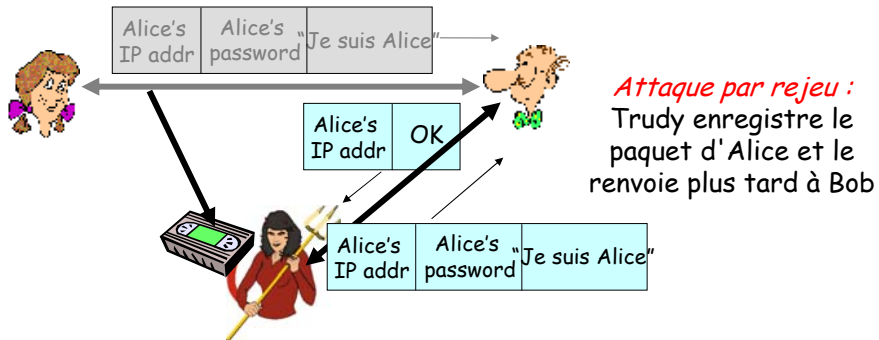 Alice's IP addr
Alice's password
“Je suis Alice”
Alice's IP addr
OK
Alice's IP addr
Alice's password
“Je suis Alice”
Attaque par rejeu :
Trudy enregistre le
paquet d'Alice et le
renvoie plus tard à Bob